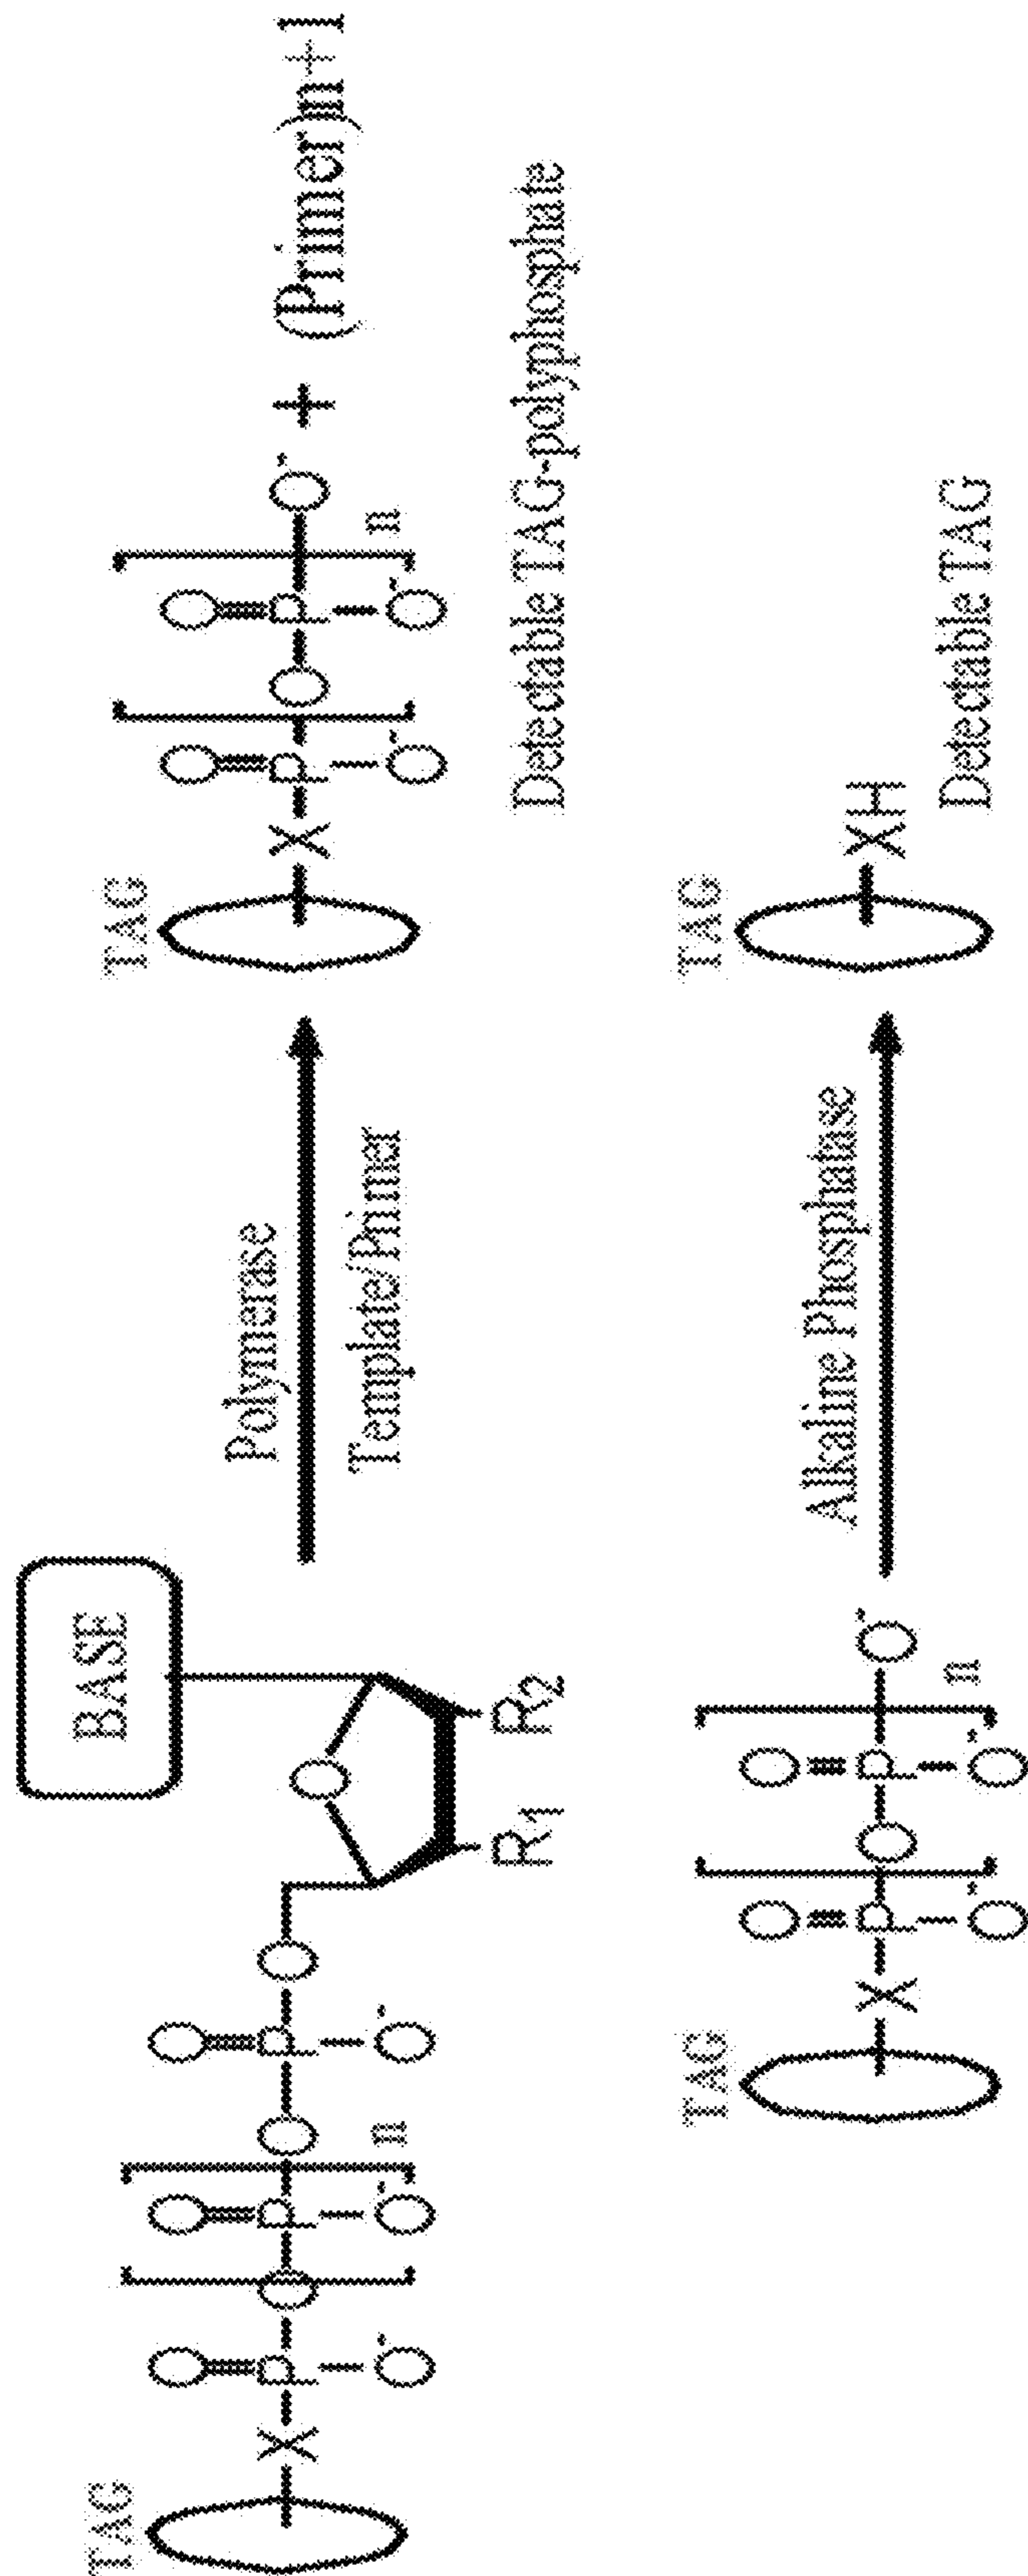 BASE
TAG
X
P
O
O
O⁻
P
O
O⁻
n
O
P
O
O⁻
O
O
R1
R2
Polymerase
Template/Primer
TAG
X
P
O
O⁻
O
P
O
O⁻
n
O⁻
+ (Primer)n+1
Detectable TAG-polyphosphate
TAG
X
P
O
O⁻
O
P
O
O⁻
n
O⁻
Alkaline Phosphatase
TAG
XH
Detectable TAG